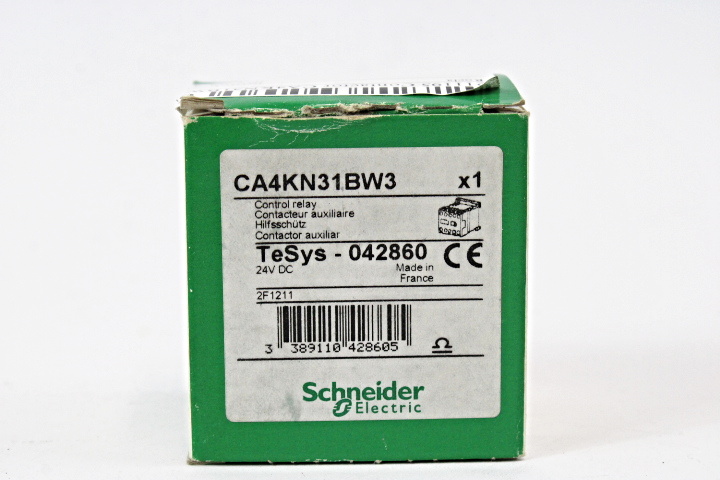 CA4KN31BW3 x1
Control relay
Contacteur auxiliaire
Hilfsschütz
Contactor auxiliar
TeSys - 042860 CE
24V DC Made in
France
2F1211
3 389110 428605
Schneider
Electric